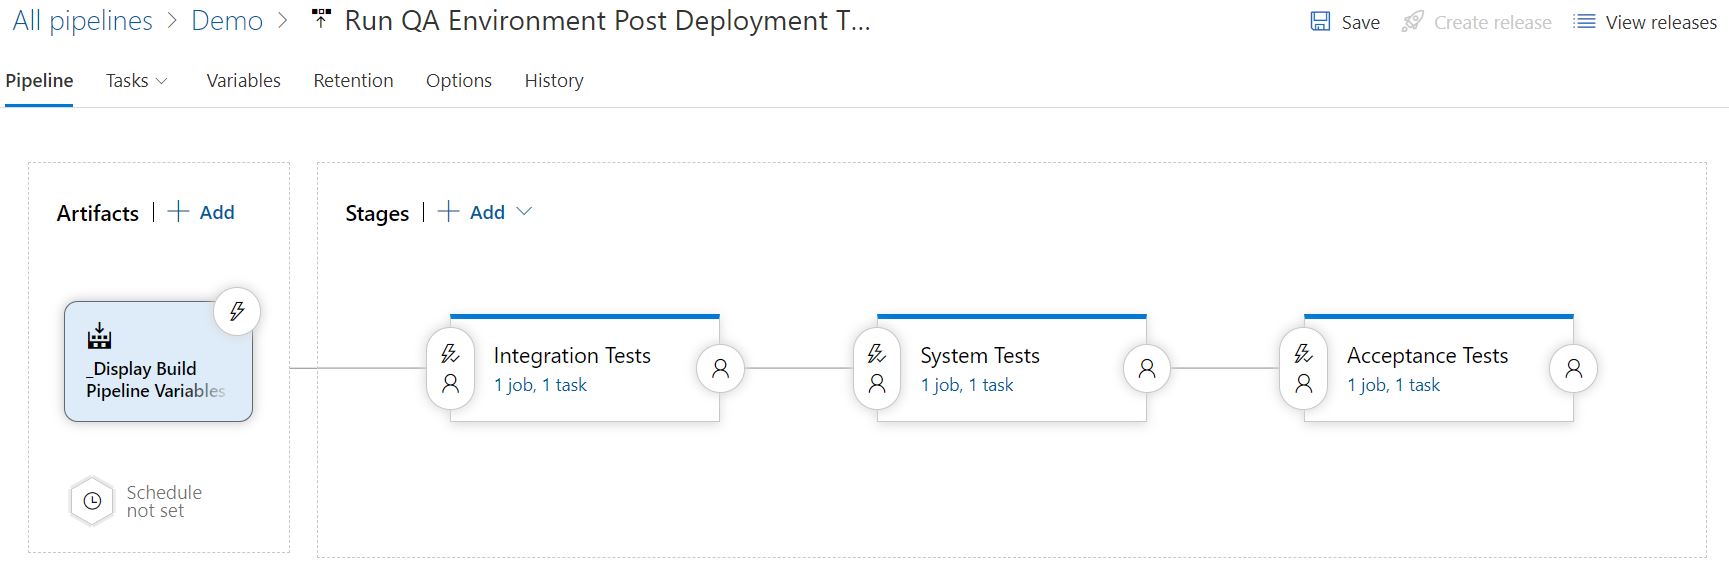 All pipelines > Demo > Run QA Environment Post Deployment T...
Save
Create release
View releases
Pipeline
Tasks
Variables
Retention
Options
History
Artifacts | + Add
Stages | + Add
_Display Build
Pipeline Variables
Schedule
not set
Integration Tests
1 job, 1 task
System Tests
1 job, 1 task
Acceptance Tests
1 job, 1 task